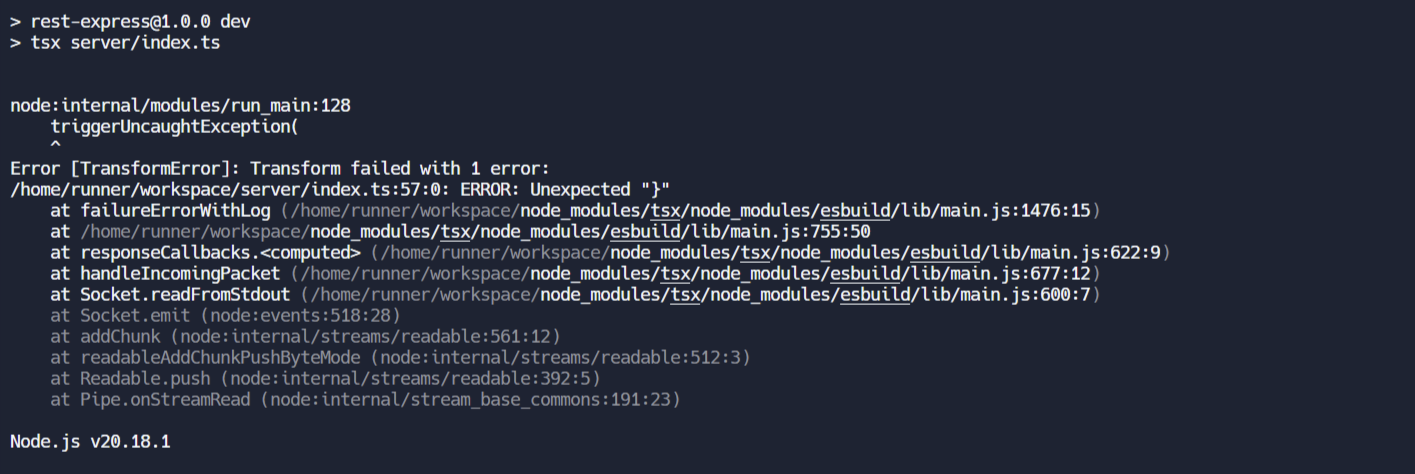 > rest-express@1.0.0 dev
> tsx server/index.ts
node:internal/modules/run_main:128
    triggerUncaughtException(
    ^
Error [TransformError]: Transform failed with 1 error:
/home/runner/workspace/server/index.ts:57:0: ERROR: Unexpected "}"
    at failureErrorWithLog (/home/runner/workspace/node_modules/tsx/node_modules/esbuild/lib/main.js:1476:15)
    at /home/runner/workspace/node_modules/tsx/node_modules/esbuild/lib/main.js:755:50
    at responseCallbacks.<computed> (/home/runner/workspace/node_modules/tsx/node_modules/esbuild/lib/main.js:622:9)
    at handleIncomingPacket (/home/runner/workspace/node_modules/tsx/node_modules/esbuild/lib/main.js:677:12)
    at Socket.readFromStdout (/home/runner/workspace/node_modules/tsx/node_modules/esbuild/lib/main.js:600:7)
    at Socket.emit (node:events:518:28)
    at addChunk (node:internal/streams/readable:561:12)
    at readableAddChunkPushByteMode (node:internal/streams/readable:512:3)
    at Readable.push (node:internal/streams/readable:392:5)
    at Pipe.onStreamRead (node:internal/stream_base_commons:191:23)
Node.js v20.18.1